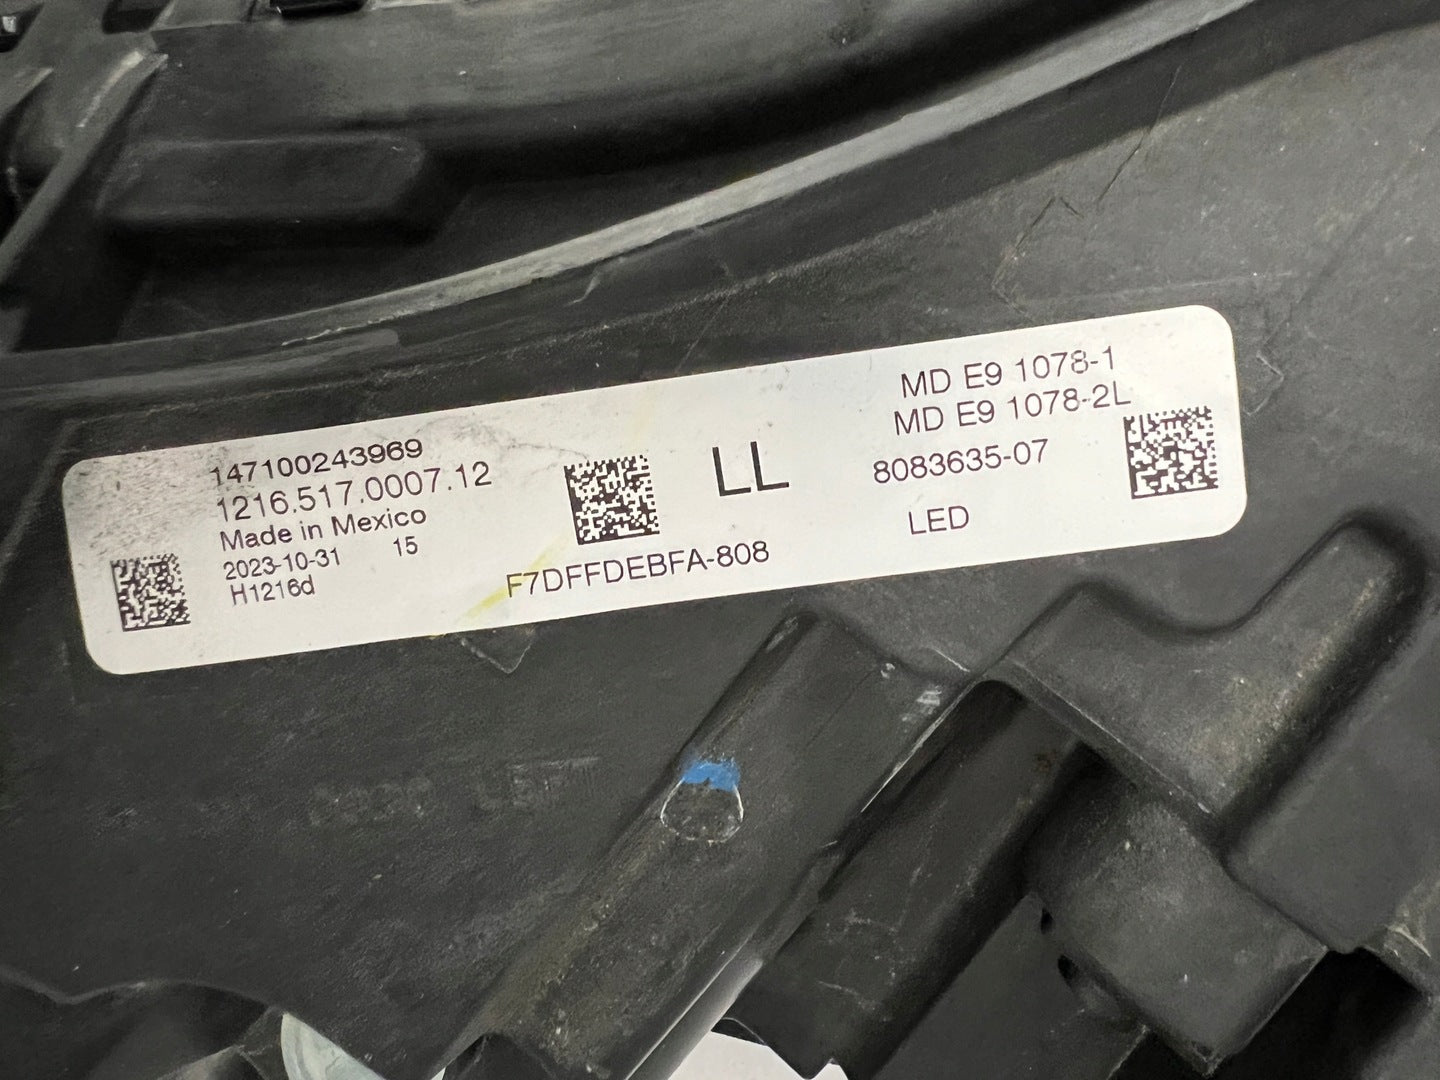 147100243969
1216.517.0007.12
Made in Mexico
2023-10-31 15
H1216d
F7DFFDEBFA-808
LL
MD E9 1078-1
MD E9 1078-2L
8083635-07
LED